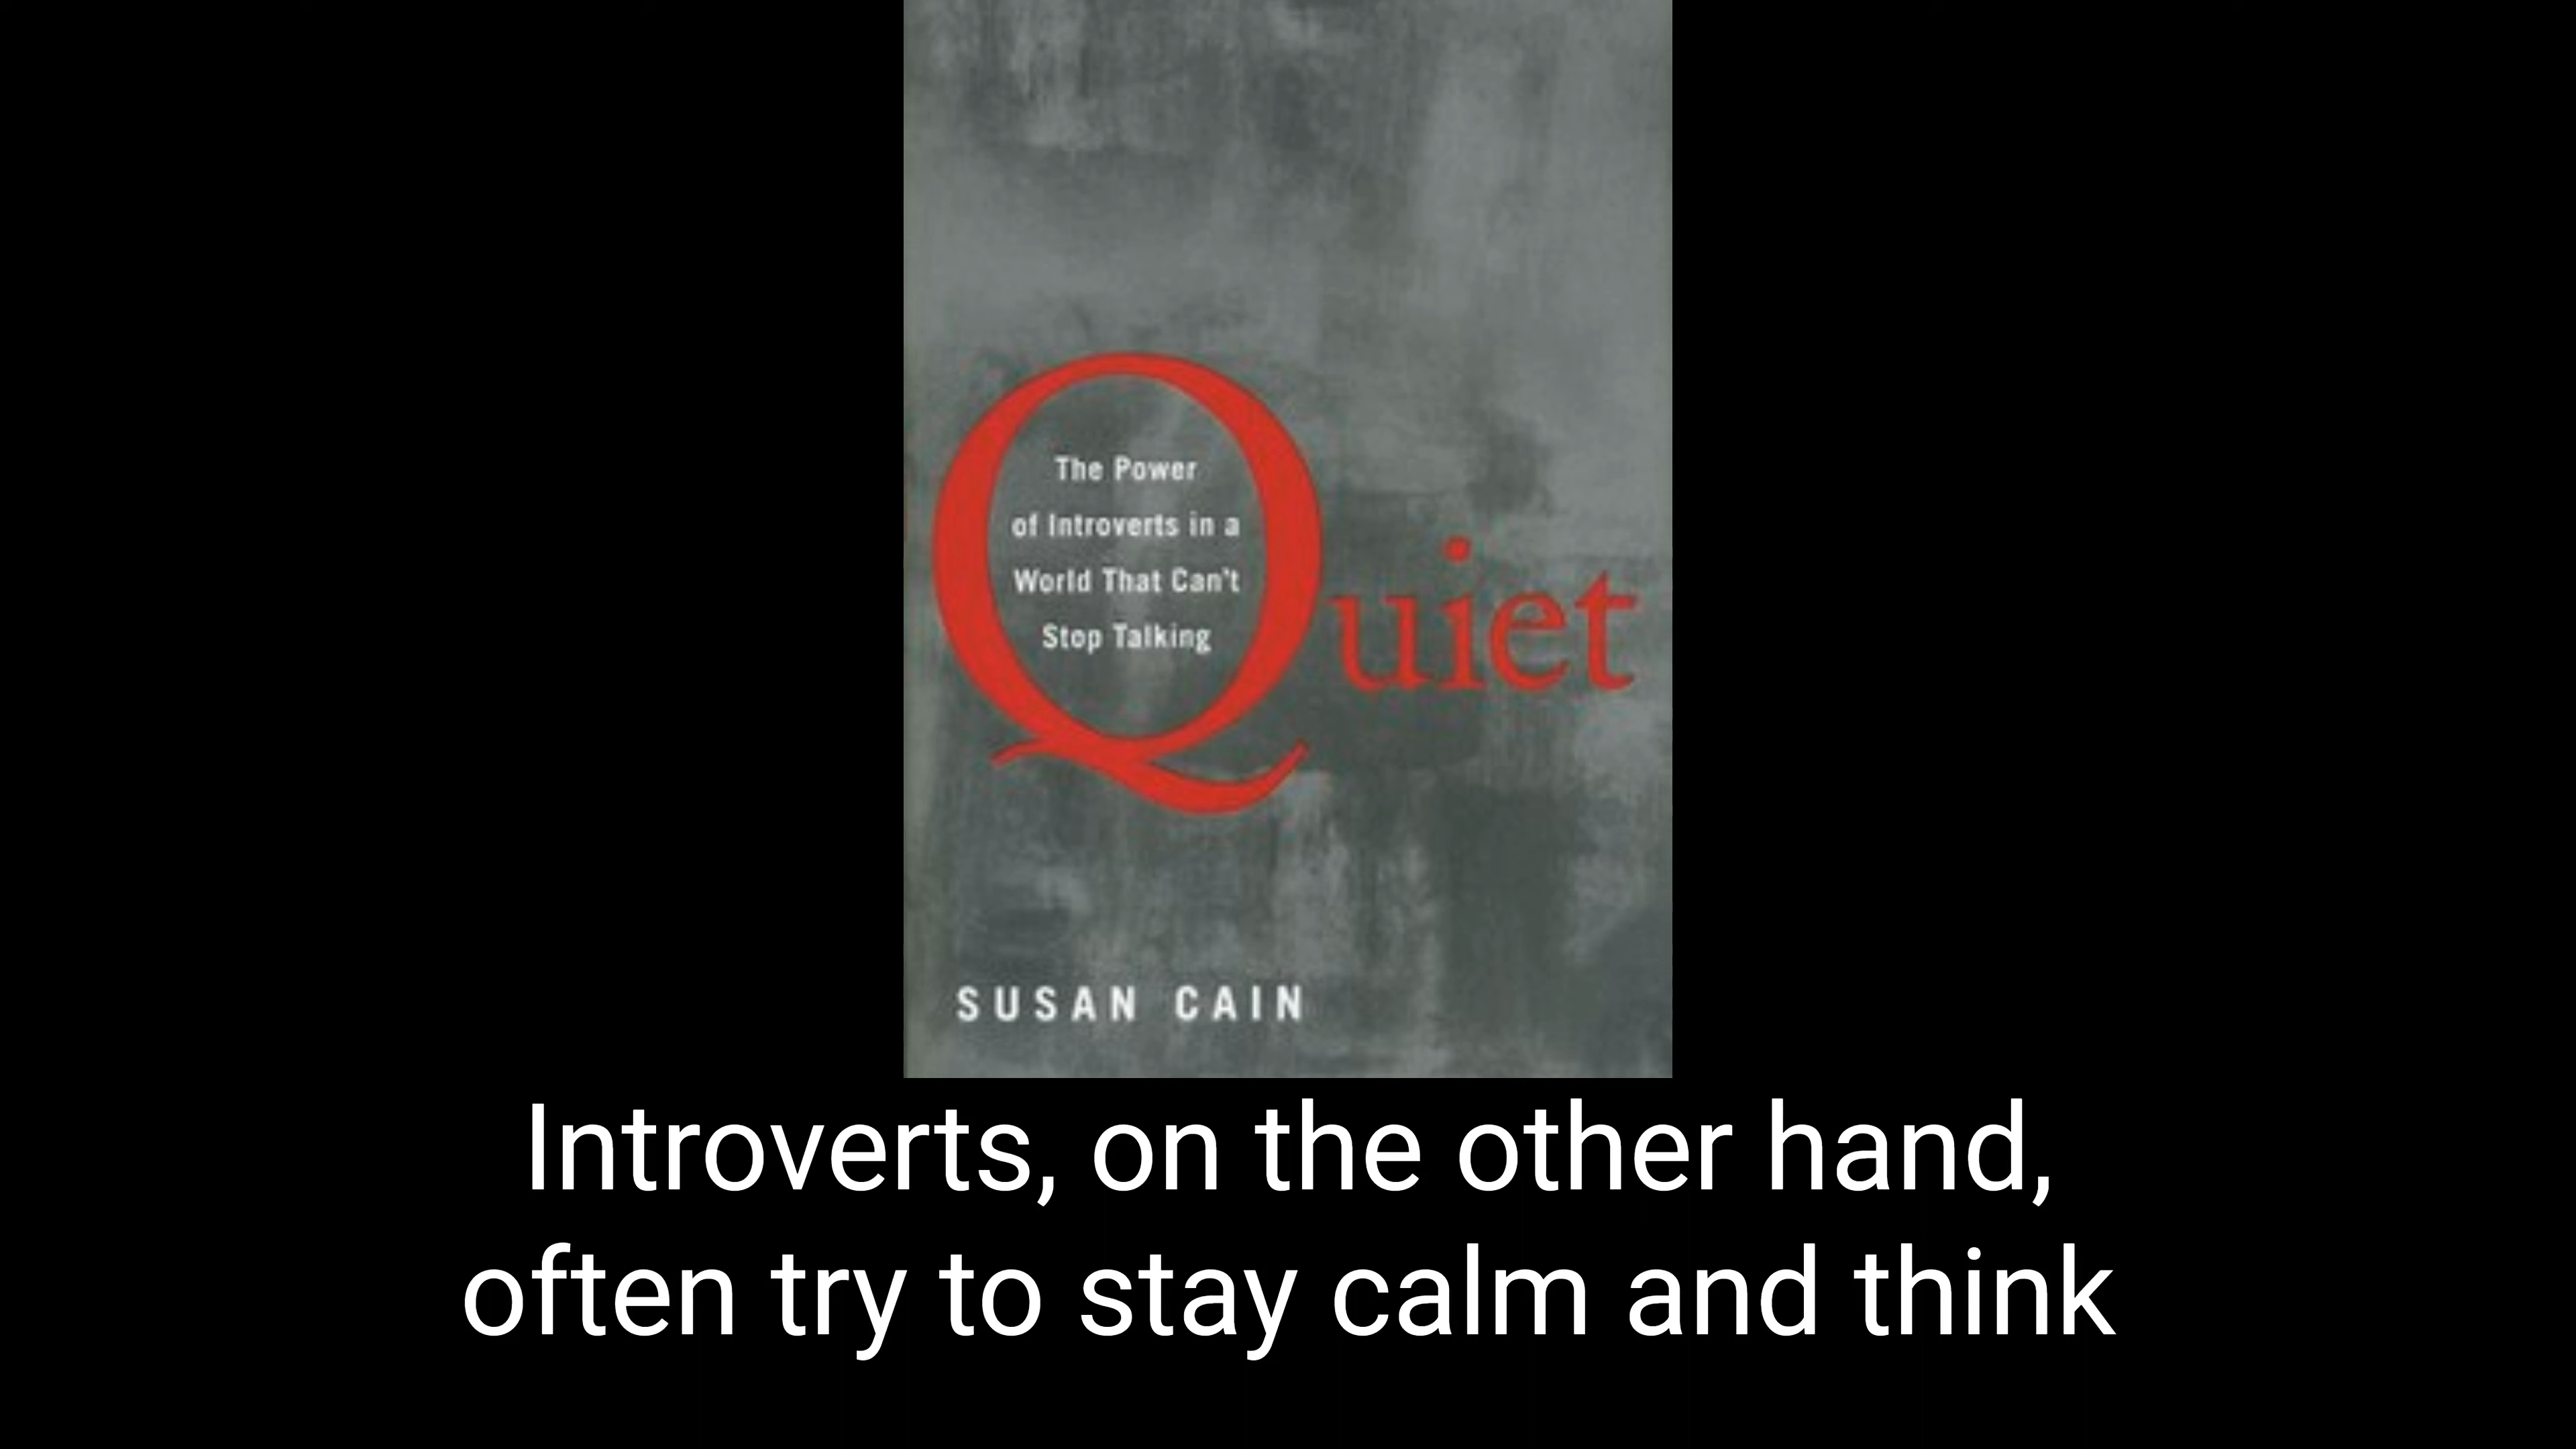 The Power
of Introverts in a
World That Can't
Stop Talking
Quiet
SUSAN CAIN
Introverts, on the other hand,
often try to stay calm and think